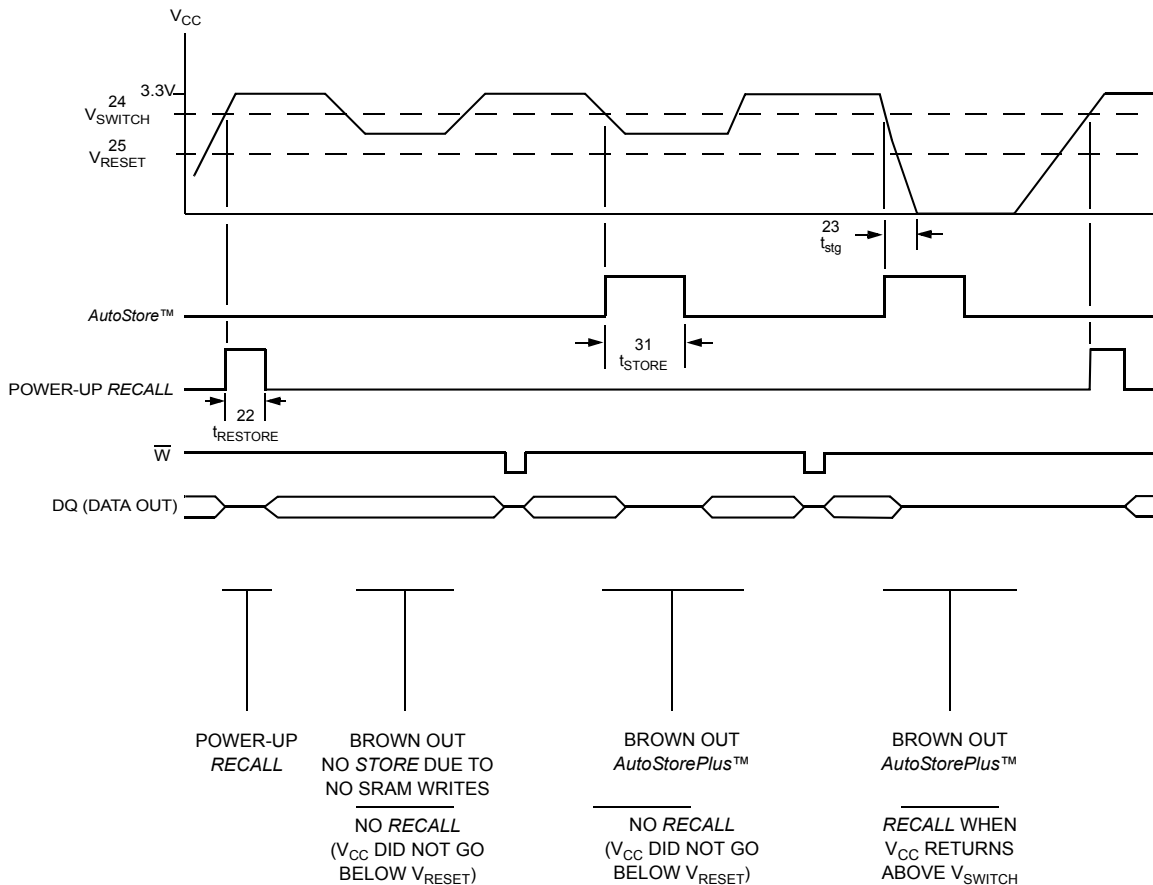 VCC
3.3V
24
VSWITCH
25
VRESET
23
tstg
AutoStore™
31
tSTORE
POWER-UP RECALL
22
tRESTORE
W
DQ (DATA OUT)
POWER-UP
RECALL
BROWN OUT
NO STORE DUE TO
NO SRAM WRITES
NO RECALL
(VCC DID NOT GO
BELOW VRESET)
BROWN OUT
AutoStorePlus™
NO RECALL
(VCC DID NOT GO
BELOW VRESET)
BROWN OUT
AutoStorePlus™
RECALL WHEN
VCC RETURNS
ABOVE VSWITCH